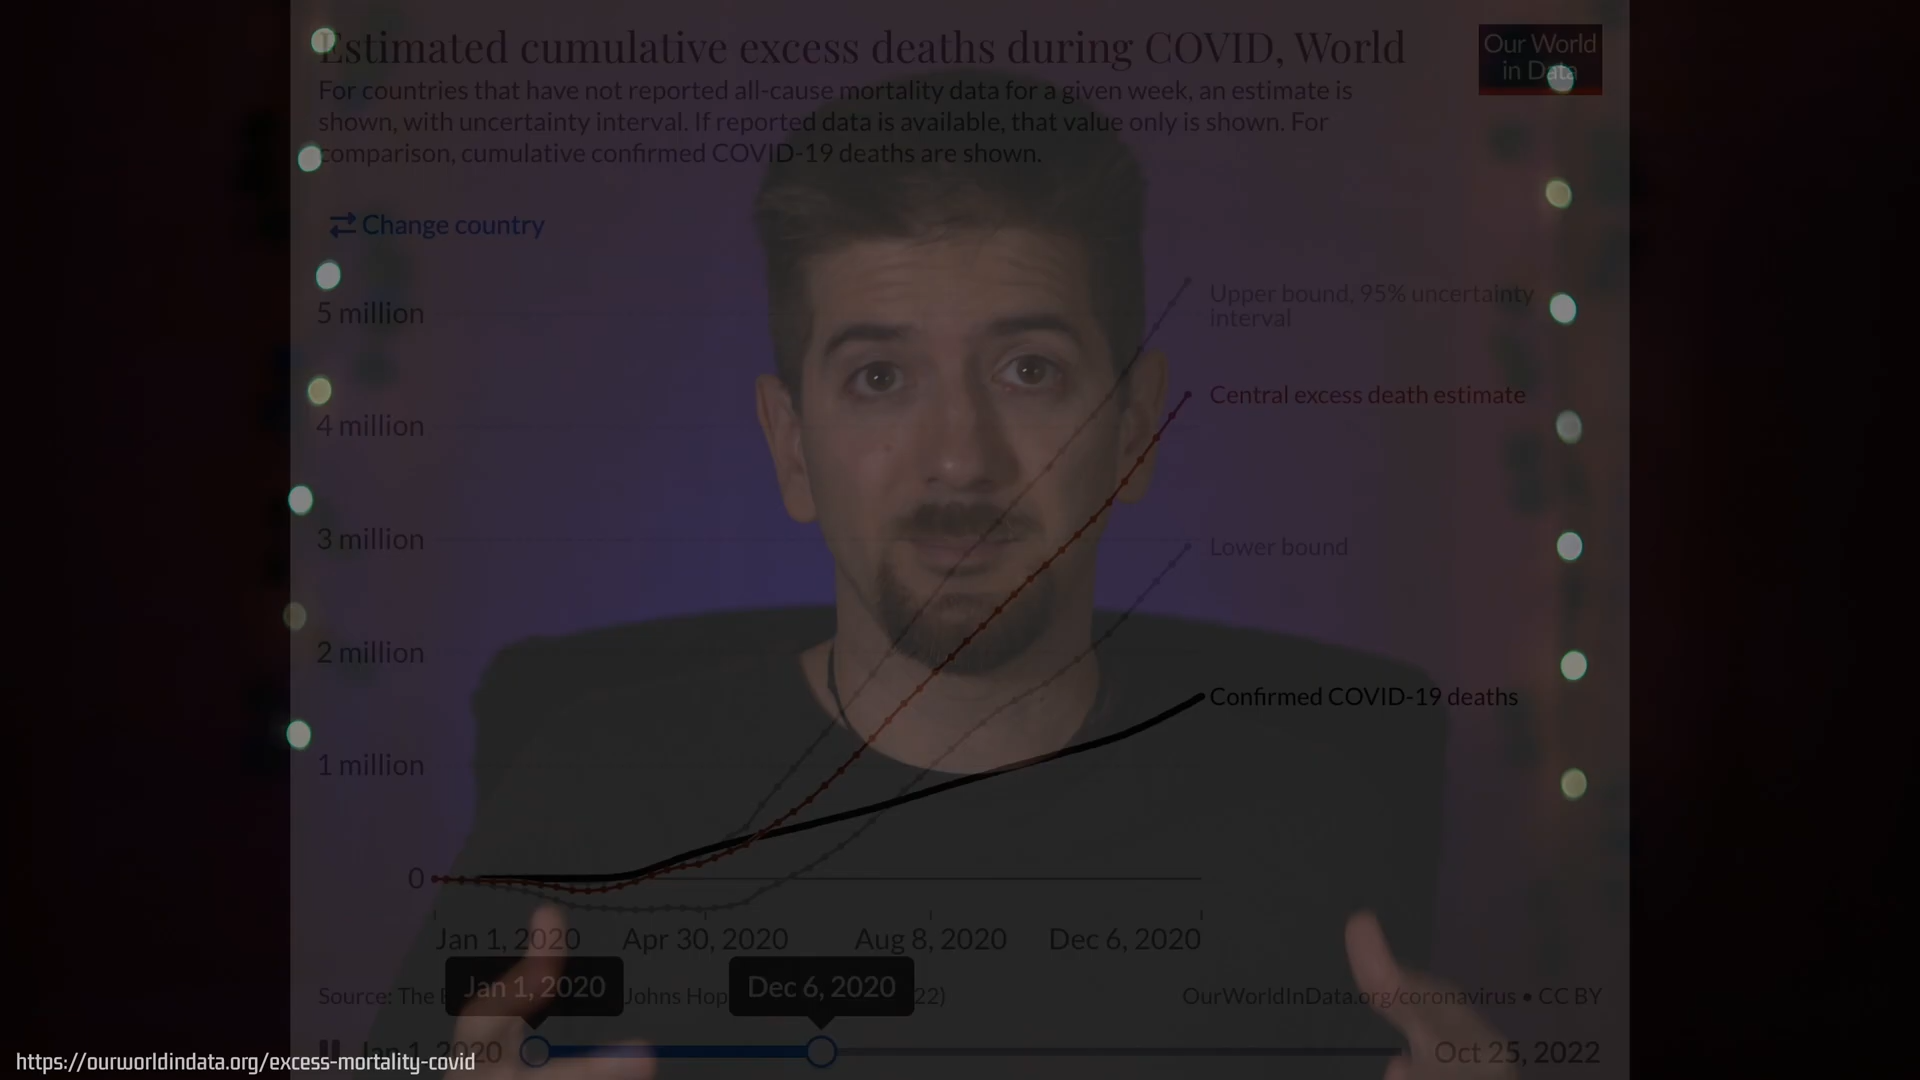 Estimated cumulative excess deaths during COVID, World
Our World
in Data
For countries that have not reported all-cause mortality data for a given week, an estimate is
shown, with uncertainty interval. If reported data is available, that value only is shown. For
comparison, cumulative confirmed COVID-19 deaths are shown.
Change country
5 million
4 million
3 million
2 million
1 million
0
Upper bound, 95% uncertainty
interval
Central excess death estimate
Lower bound
Confirmed COVID-19 deaths
Jan 1, 2020 Apr 30, 2020 Aug 8, 2020 Dec 6, 2020
Jan 1, 2020 Dec 6, 2020
Source: The Johns 22) OurWorldInData.org/coronavirus • CC BY
Jan 1, 2020 Oct 25, 2022
https://ourworldindata.org/excess-mortality-covid